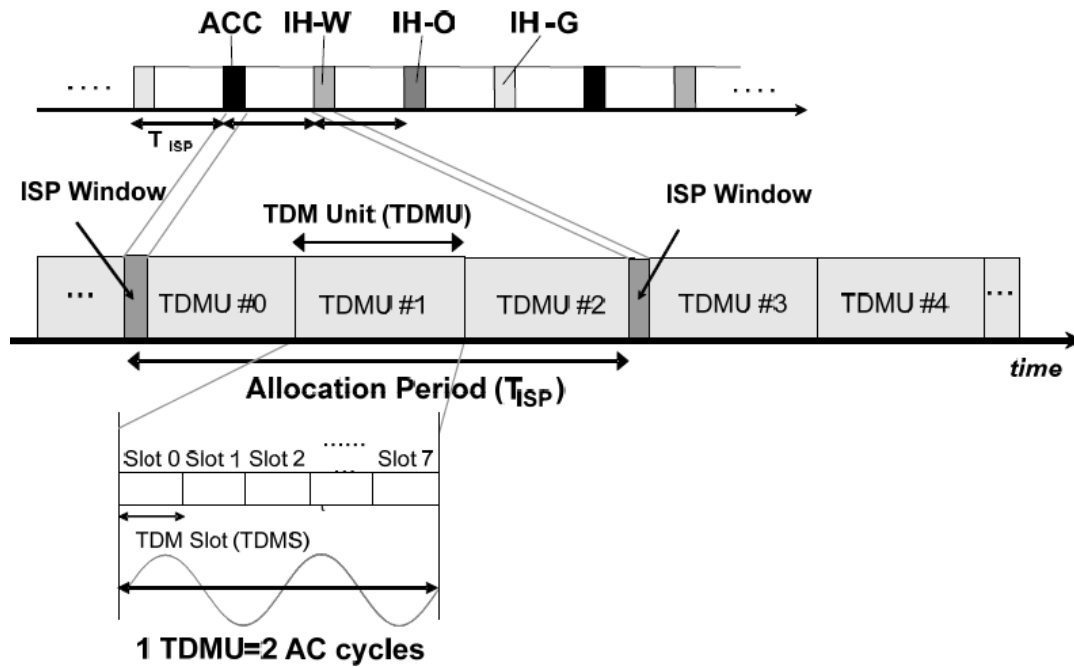 ACC IH-W IH-O IH-G
.... ....
T ISP
ISP Window
TDM Unit (TDMU)
ISP Window
... TDMU #0 TDMU #1 TDMU #2 TDMU #3 TDMU #4 ...
time
Allocation Period (TISP)
Slot 0 Slot 1 Slot 2 ...... ... Slot 7
TDM Slot (TDMS)
1 TDMU=2 AC cycles